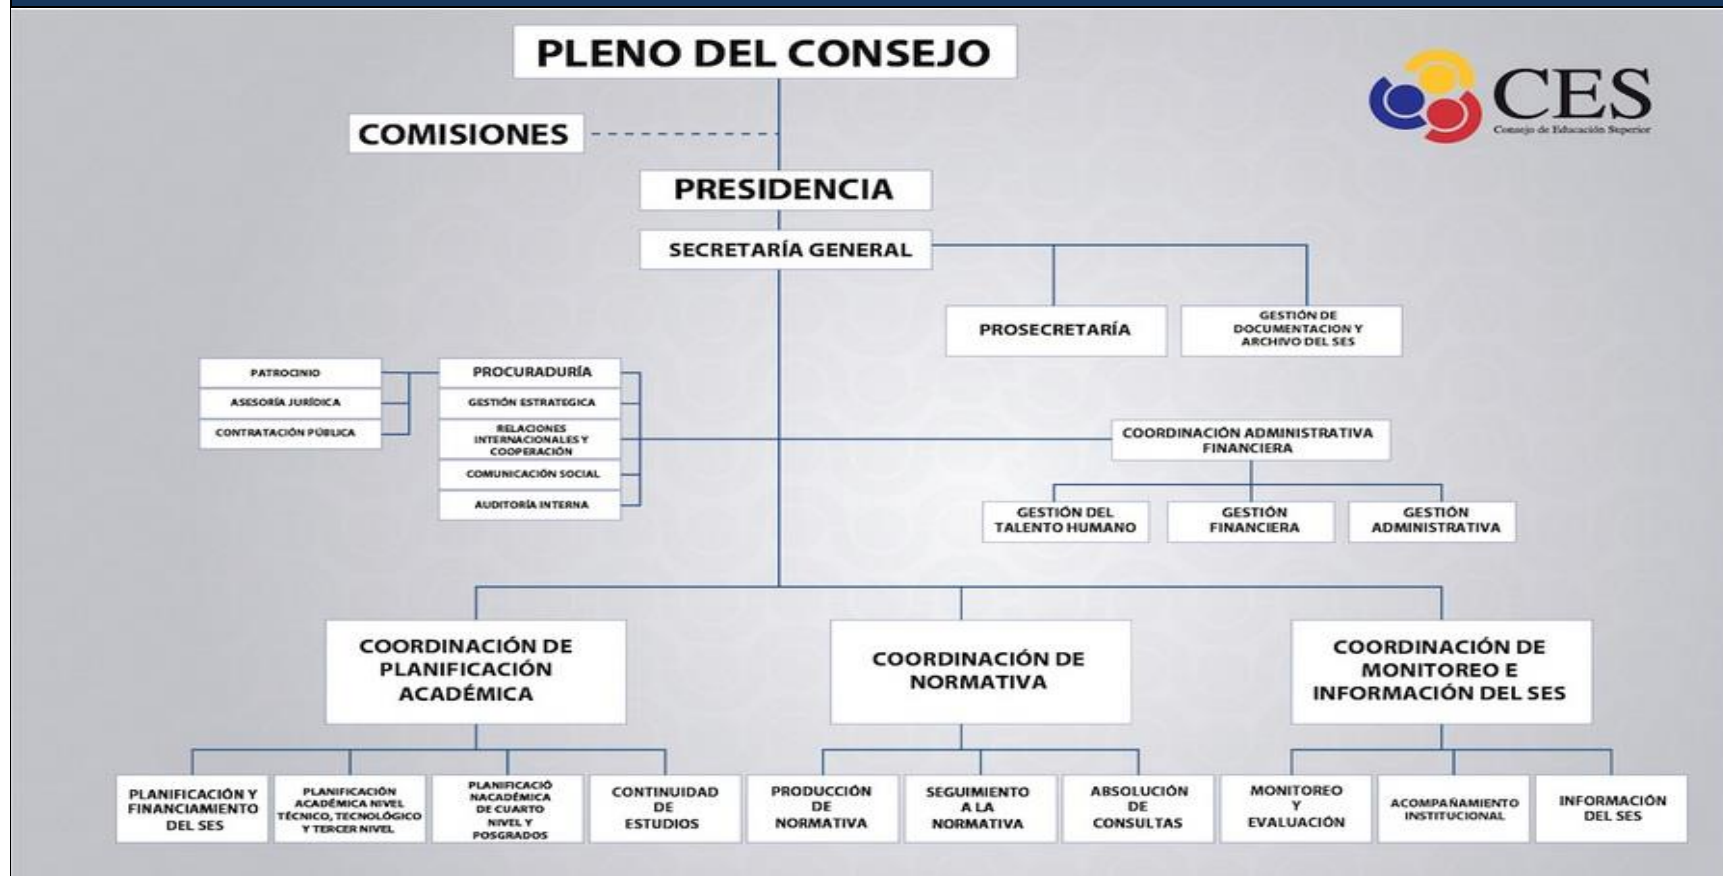 PLENO DEL CONSEJO
CES
Consejo de Educación Superior
COMISIONES
PRESIDENCIA
SECRETARÍA GENERAL
PROSECRETARÍA
GESTIÓN DE
DOCUMENTACION Y
ARCHIVO DEL SES
PATROCINIO
ASESORÍA JURÍDICA
CONTRATACIÓN PÚBLICA
PROCURADURÍA
GESTIÓN ESTRATEGICA
RELACIONES
INTERNACIONALES Y
COOPERACIÓN
COMUNICACIÓN SOCIAL
AUDITORÍA INTERNA
COORDINACIÓN ADMINISTRATIVA
FINANCIERA
GESTIÓN DEL
TALENTO HUMANO
GESTIÓN
FINANCIERA
GESTIÓN
ADMINISTRATIVA
COORDINACIÓN DE
PLANIFICACIÓN
ACADÉMICA
COORDINACIÓN DE
NORMATIVA
COORDINACIÓN DE
MONITOREO E
INFORMACIÓN DEL SES
PLANIFICACIÓN Y
FINANCIAMIENTO
DEL SES
PLANIFICACIÓN
ACADÉMICA NIVEL
TÉCNICO, TECNOLÓGICO
Y TERCER NIVEL
PLANIFICACIÓ
NACADÉMICA
DE CUARTO
NIVEL Y
POSGRADOS
CONTINUIDAD
DE
ESTUDIOS
PRODUCCIÓN
DE
NORMATIVA
SEGUIMIENTO
A LA
NORMATIVA
ABSOLUCIÓN
DE
CONSULTAS
MONITOREO
Y
EVALUACIÓN
ACOMPAÑAMIENTO
INSTITUCIONAL
INFORMACIÓN
DEL SES